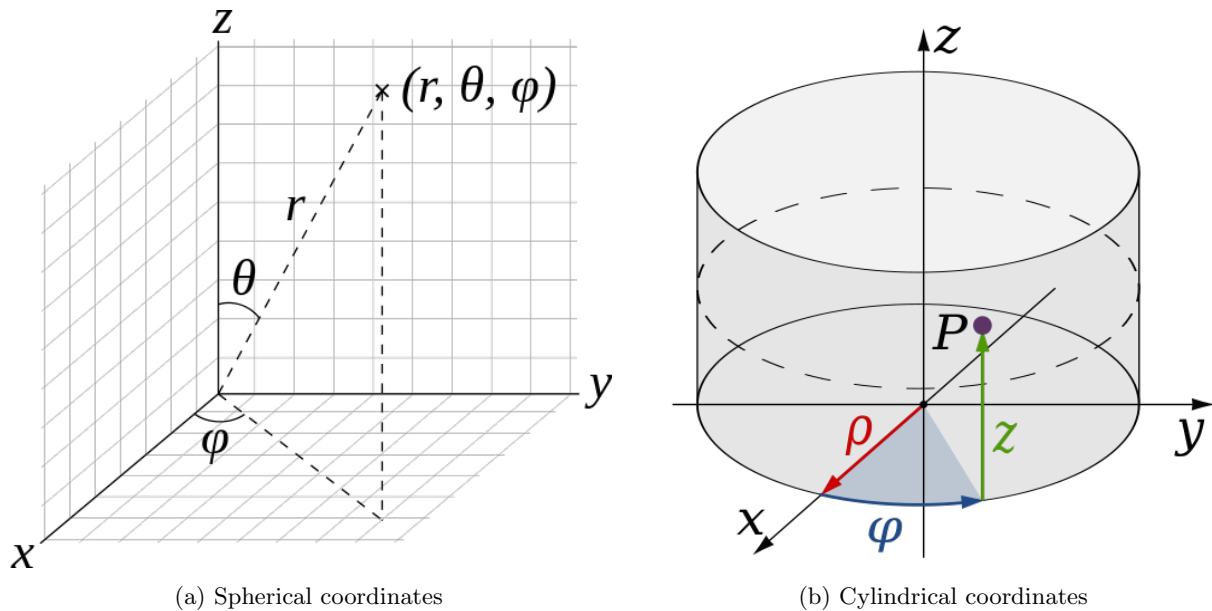 z
(r, θ, φ)
r
θ
y
φ
x
(a) Spherical coordinates
z
P
ρ
z
y
x
φ
(b) Cylindrical coordinates